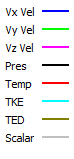 Vx Vel
Vy Vel
Vz Vel
Pres
Temp
TKE
TED
Scalar